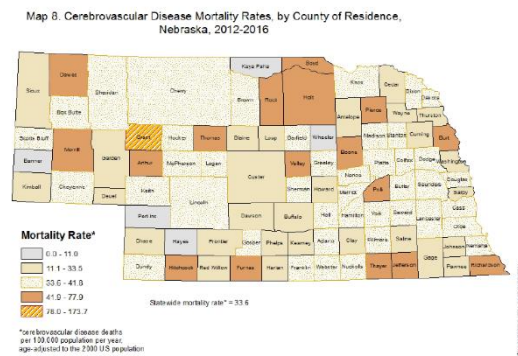 Map 8. Cerebrovascular Disease Mortality Rates, by County of Residence,
Nebraska, 2012-2016
Sioux
Dawes
Sheridan
Cherry
Keya Paha
Boyd
Box Butte
Brown
Rock
Holt
Knox
Cedar
Dixon
Dakota
Antelope
Pierce
Wayne
Thurston
Scotts Bluff
Morrill
Garden
Grant
Hooker
Thomas
Blaine
Loup
Garfield
Wheeler
Madison
Stanton
Cuming
Burt
Banner
Arthur
McPherson
Logan
Custer
Valley
Greeley
Boone
Nance
Platte
Colfax
Dodge
Washington
Kimball
Cheyenne
Deuel
Keith
Lincoln
Sherman
Howard
Merrick
Polk
Butler
Saunders
Douglas
Sarpy
Perkins
Dawson
Buffalo
Hall
Hamilton
York
Seward
Lancaster
Cass
Otoe
Chase
Hayes
Frontier
Gosper
Phelps
Kearney
Adams
Clay
Fillmore
Saline
Gage
Johnson
Nemaha
Dundy
Hitchcock
Red Willow
Furnas
Harlan
Franklin
Webster
Nuckolls
Thayer
Jefferson
Pawnee
Richardson
Mortality Rate*
0.0 - 11.0
11.1 - 33.5
33.6 - 41.8
41.9 - 77.9
78.0 - 173.7
Statewide mortality rate* = 33.6
*cerebrovascular disease deaths
per 100,000 population per year,
age-adjusted to the 2000 US population